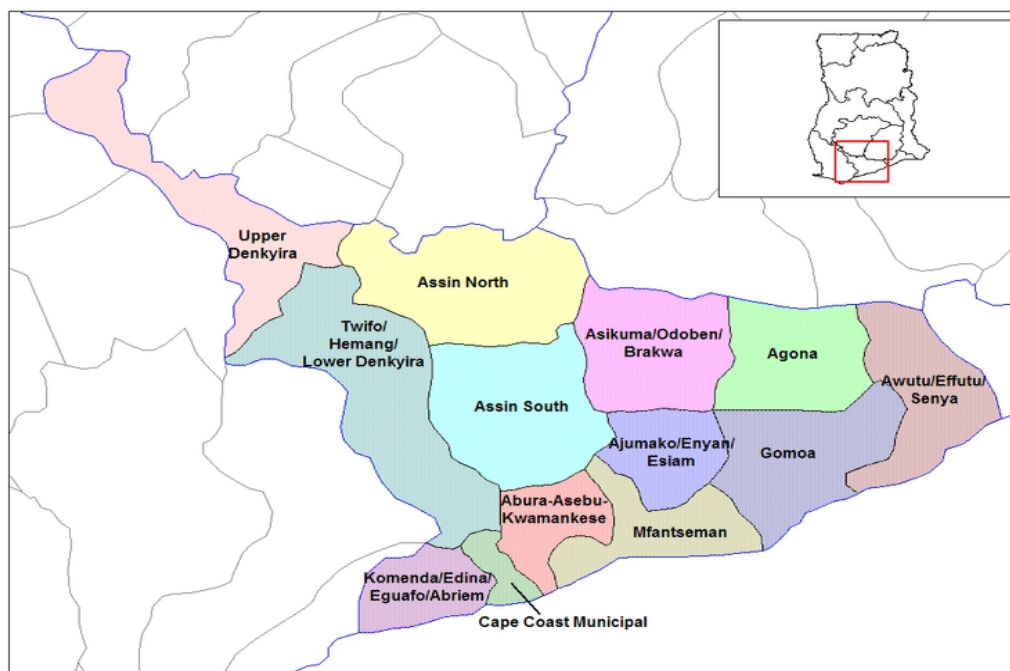 Upper
Denkyira
Assin North
Twifo/
Hemang/
Lower Denkyira
Asikuma/Odoben/
Brakwa
Agona
Awutu/Effutu/
Senya
Assin South
Ajumako/Enyan/
Esiam
Gomoa
Abura-Asebu-
Kwamankese
Mfantseman
Komenda/Edina/
Eguafo/Abriem
Cape Coast Municipal